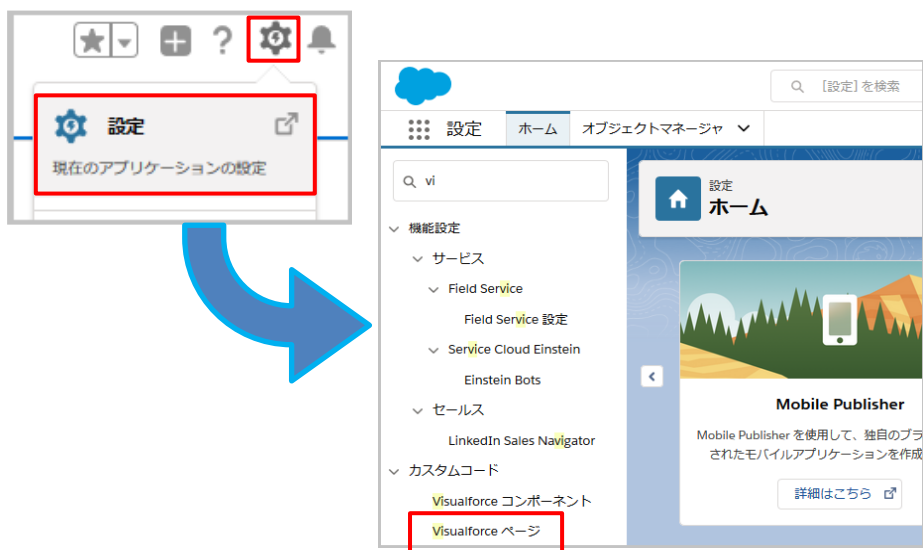 ?
設定
現在のアプリケーションの設定
[設定] を検索
設定
ホーム
オブジェクトマネージャ
vi
設定
ホーム
機能設定
サービス
Field Service
Field Service 設定
Service Cloud Einstein
Einstein Bots
セールス
LinkedIn Sales Navigator
カスタムコード
Visualforce コンポーネント
Visualforce ページ
Mobile Publisher
Mobile Publisher を使用して、独自のブラ
されたモバイルアプリケーションを作成
詳細はこちら